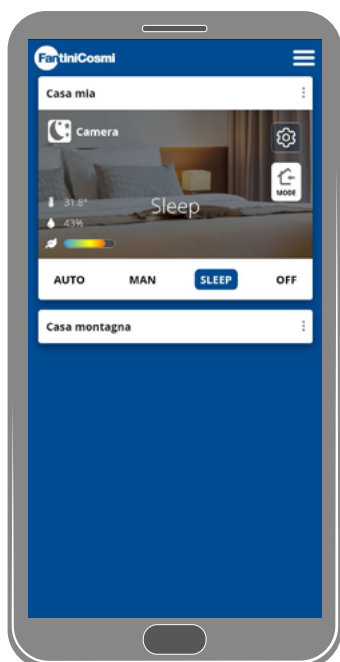 FantiniCosmi
Casa mia
Camera
MODE
31.8°
Sleep
43%
AUTO MAN SLEEP OFF
Casa montagna